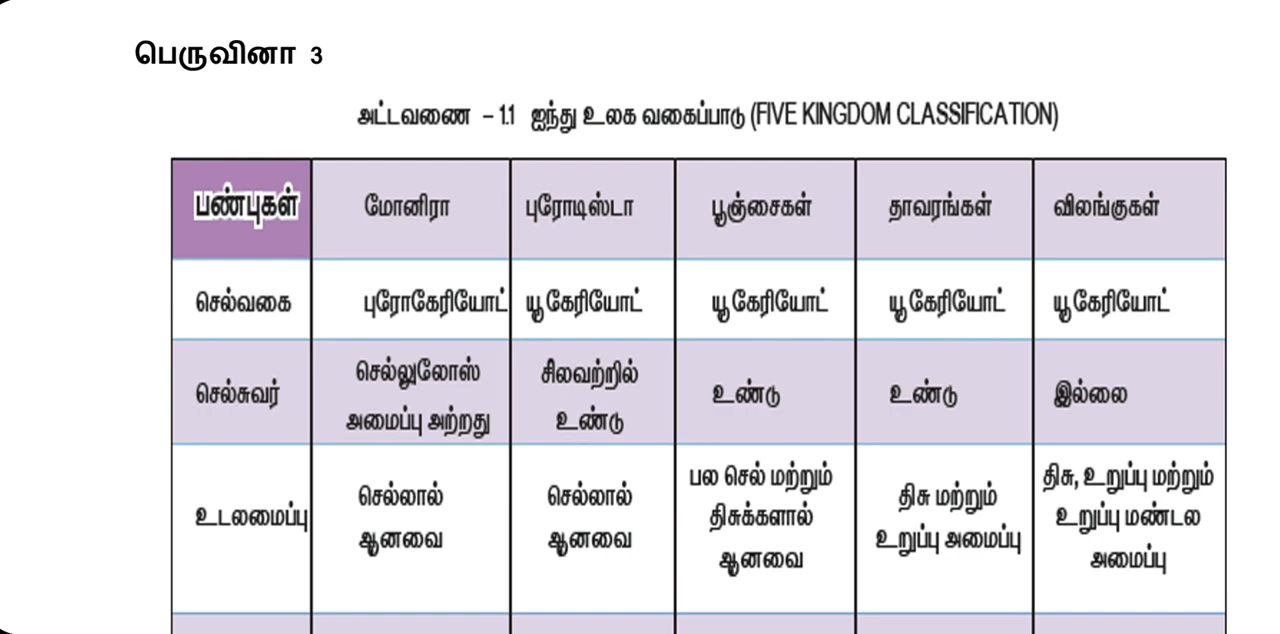 பெருவினா 3
அட்டவணை – 1.1 ஐந்து உலக வகைப்பாடு (FIVE KINGDOM CLASSIFICATION)
பண்புகள் மோனிரா புரோடிஸ்டா பூஞ்சைகள் தாவரங்கள் விலங்குகள்
செல்வகை புரோகேரியோட் யூகேரியோட் யூகேரியோட் யூகேரியோட் யூகேரியோட்
செல்சுவர்
செல்லுலோஸ்
அமைப்பு அற்றது
சிலவற்றில்
உண்டு
உண்டு
உண்டு
இல்லை
உடலமைப்பு
செல்லால்
ஆனவை
செல்லால்
ஆனவை
பல செல் மற்றும்
திசுக்களால்
ஆனவை
திசு மற்றும்
உறுப்பு அமைப்பு
திசு, உறுப்பு மற்றும்
உறுப்பு மண்டல
அமைப்பு